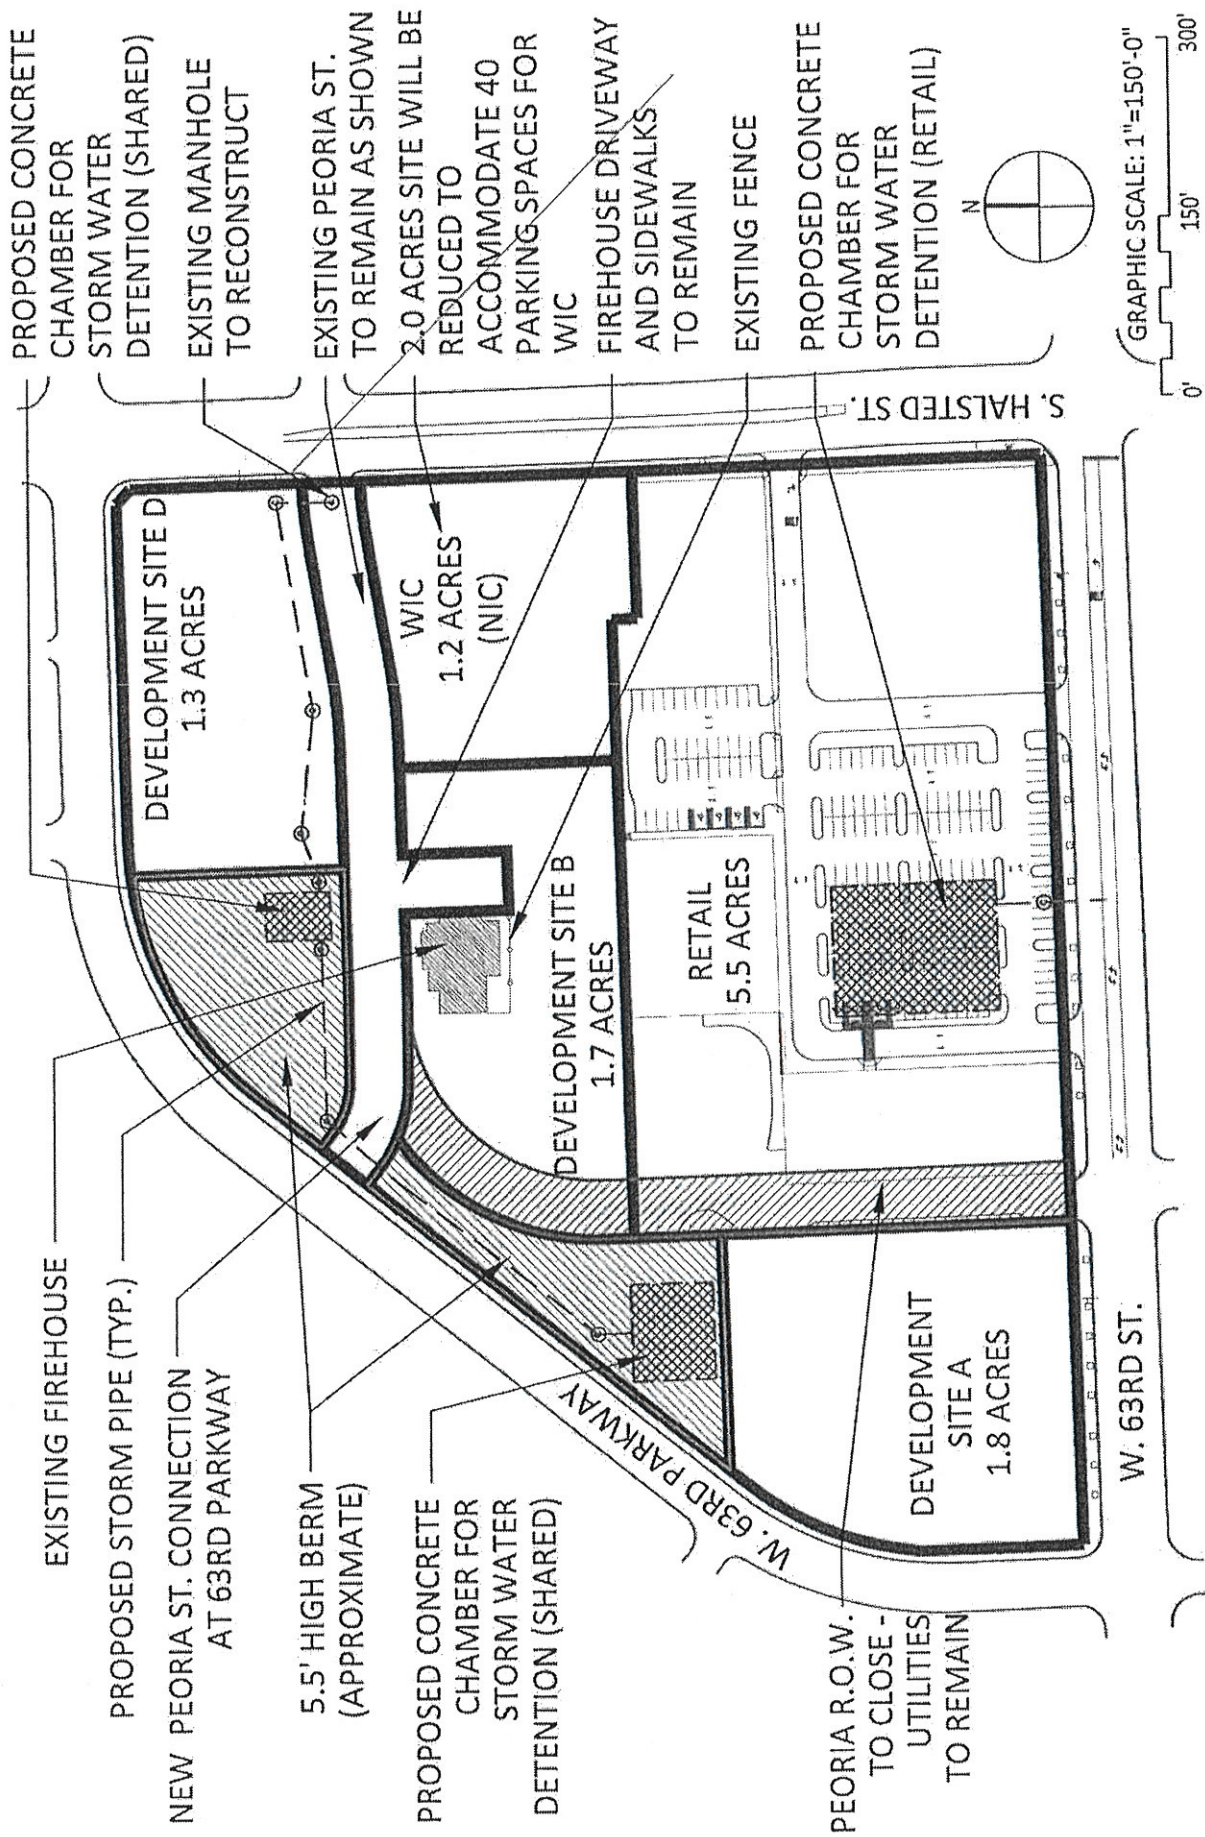 EXISTING FIREHOUSE
PROPOSED STORM PIPE (TYP.)
NEW PEORIA ST. CONNECTION
AT 63RD PARKWAY
5.5' HIGH BERM
(APPROXIMATE)
PROPOSED CONCRETE
CHAMBER FOR
STORM WATER
DETENTION (SHARED)
PEORIA R.O.W.
TO CLOSE -
UTILITIES
TO REMAIN
W. 63RD PARKWAY
DEVELOPMENT SITE D
1.3 ACRES
WIC
1.2 ACRES
(NIC)
DEVELOPMENT SITE B
1.7 ACRES
RETAIL
5.5 ACRES
DEVELOPMENT
SITE A
1.8 ACRES
W. 63RD ST.
S. HALSTED ST.
PROPOSED CONCRETE
CHAMBER FOR
STORM WATER
DETENTION (SHARED)
EXISTING MANHOLE
TO RECONSTRUCT
EXISTING PEORIA ST.
TO REMAIN AS SHOWN
2.0 ACRES SITE WILL BE
REDUCED TO
ACCOMMODATE 40
PARKING SPACES FOR
WIC
FIREHOUSE DRIVEWAY
AND SIDEWALKS
TO REMAIN
EXISTING FENCE
PROPOSED CONCRETE
CHAMBER FOR
STORM WATER
DETENTION (RETAIL)
N
GRAPHIC SCALE: 1"=150'-0"
0' 150' 300'